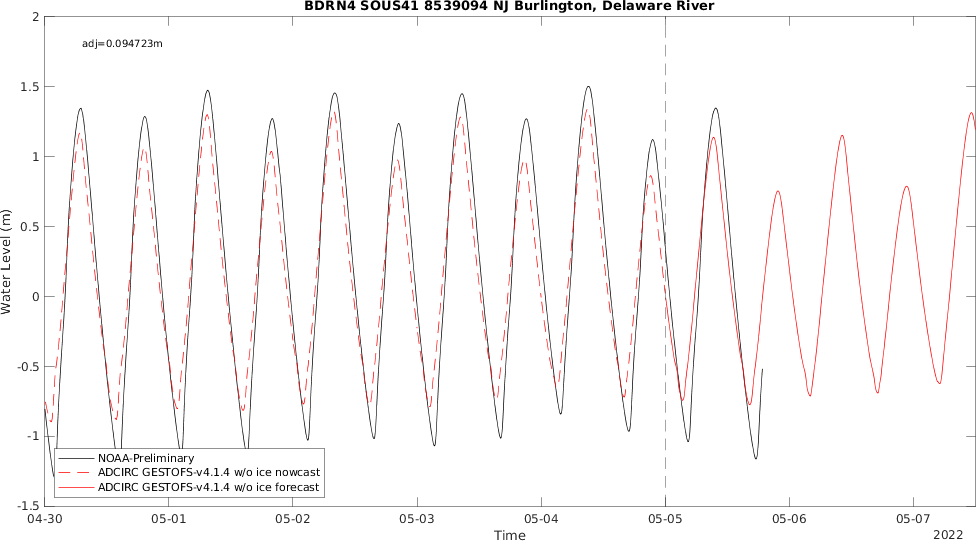 BDRN4 SOUS41 8539094 NJ Burlington, Delaware River
adj=0.094723m
Water Level (m)
2
1.5
1
0.5
0
-0.5
-1
-1.5
NOAA-Preliminary
ADCIRC GESTOFS-v4.1.4 w/o ice nowcast
ADCIRC GESTOFS-v4.1.4 w/o ice forecast
04-30 05-01 05-02 05-03 05-04 05-05 05-06 05-07
Time
2022